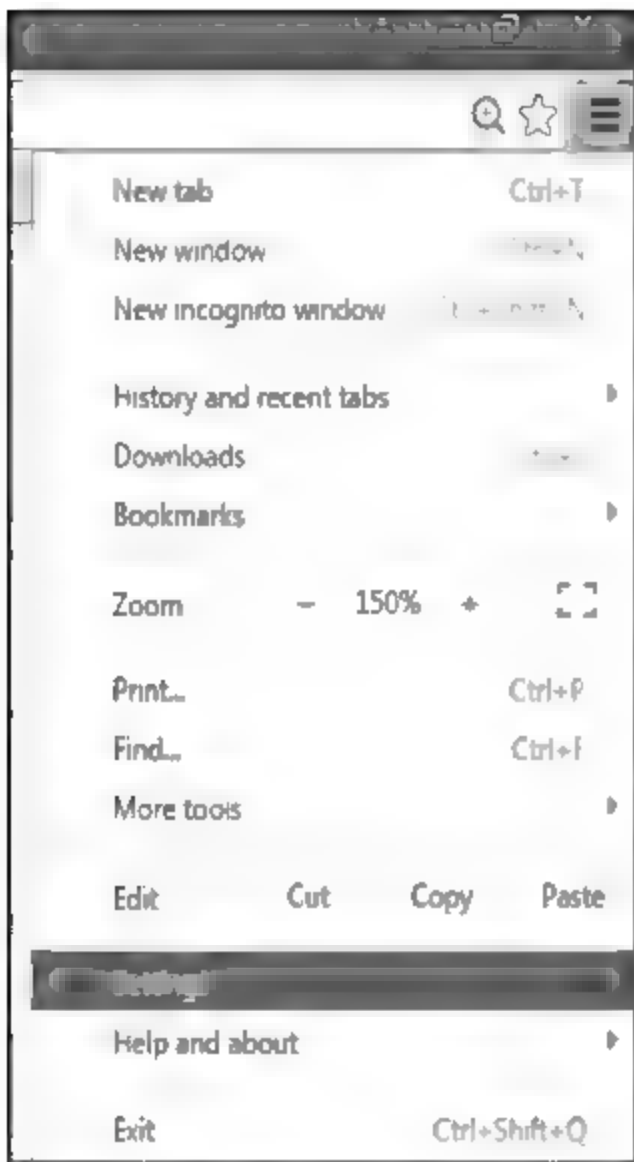 New tab Ctrl+T
New window
New incognito window
History and recent tabs
Downloads
Bookmarks
Zoom - 150% +
Print... Ctrl+P
Find... Ctrl+F
More tools
Edit Cut Copy Paste
Settings
Help and about
Exit Ctrl+Shift+Q